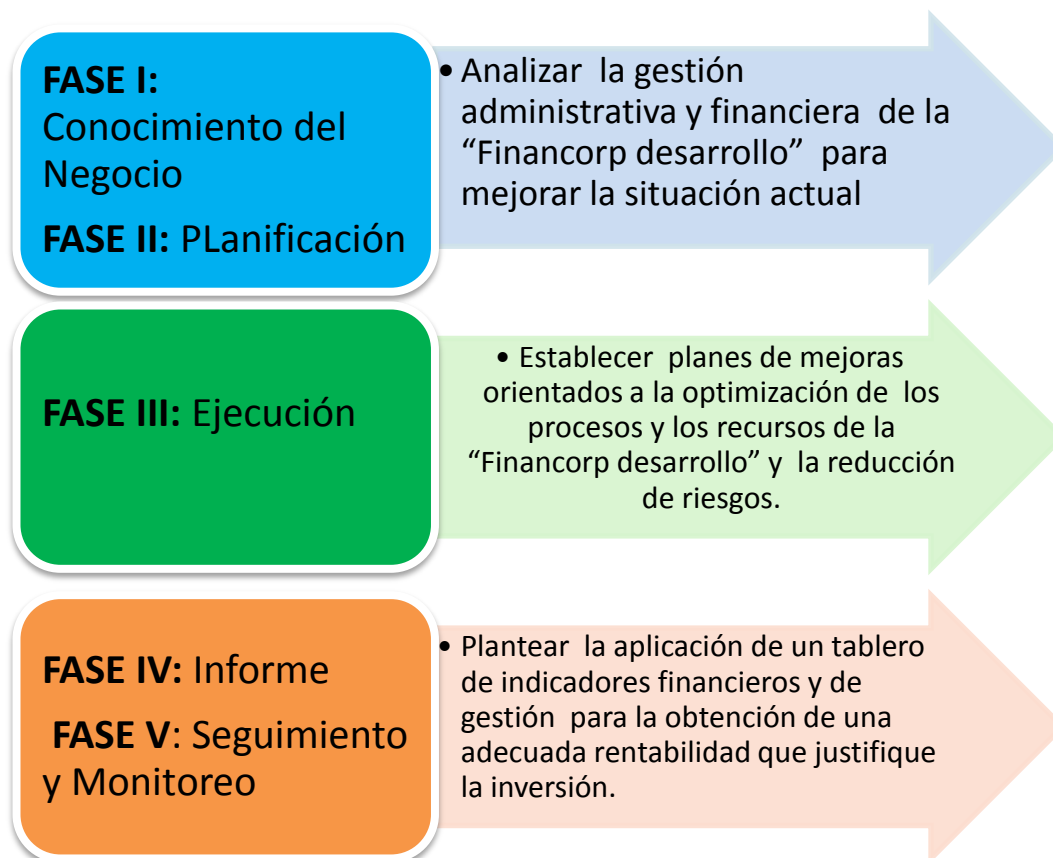 FASE I:
Conocimiento del
Negocio
FASE II: PLanificación
• Analizar la gestión
administrativa y financiera de la
“Financorp desarrollo” para
mejorar la situación actual
FASE III: Ejecución
• Establecer planes de mejoras
orientados a la optimización de los
procesos y los recursos de la
“Financorp desarrollo” y la reducción
de riesgos.
FASE IV: Informe
FASE V: Seguimiento
y Monitoreo
• Plantear la aplicación de un tablero
de indicadores financieros y de
gestión para la obtención de una
adecuada rentabilidad que justifique
la inversión.